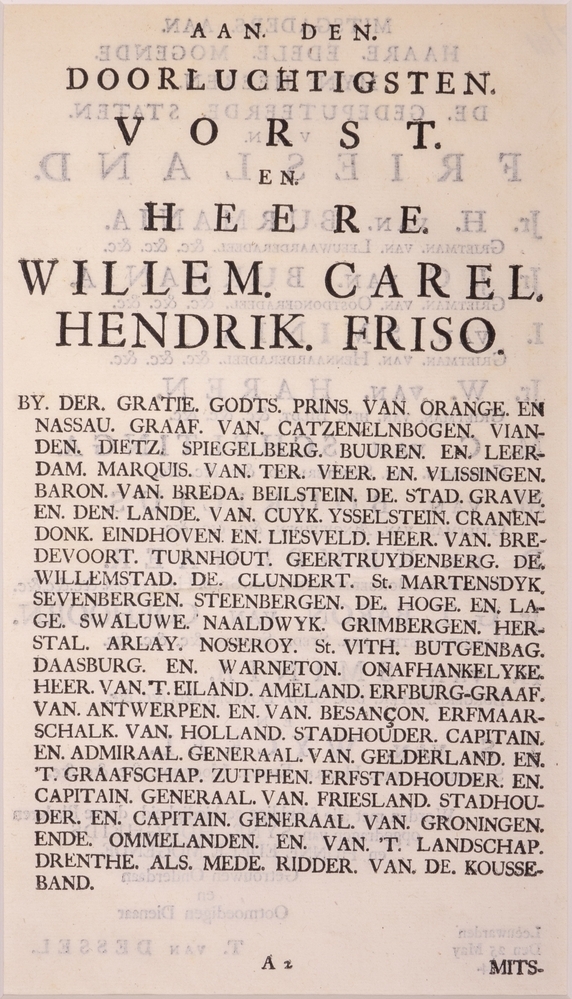 AAN. DEN.
DOORLUCHTIGSTEN.
VORST.
EN.
HEERE.
WILLEM. CAREL.
HENDRIK. FRISO.
BY. DER. GRATIE. GODTS. PRINS. VAN. ORANGE. EN
NASSAU. GRAAF. VAN. CATZENELNBOGEN. VIAN-
DEN. DIETZ. SPIEGELBERG. BUUREN. EN. LEER-
DAM. MARQUIS. VAN. TER. VEER. EN. VLISSINGEN.
BARON. VAN. BREDA. BEILSTEIN. DE. STAD. GRAVE.
EN. DEN. LANDE. VAN. CUYK. YSSELSTEIN. CRANEN-
DONK. EINDHOVEN. EN. LIESVELD. HEER. VAN. BRE-
DEVOORT. TURNHOUT. GEERTRUYDENBERG. DE.
WILLEMSTAD. DE. CLUNDERT. St. MARTENSDYK.
SEVENBERGEN. STEENBERGEN. DE. HOGE. EN. LA-
GE. SWALUWE. NAALDWYK. GRIMBERGEN. HER-
STAL. ARLAY. NOSEROY. St. VITH. BUTGENBAG.
DAASBURG. EN. WARNETON. ONAFHANKELYKE.
HEER. VAN. 'T. EILAND. AMELAND. ERFBURG-GRAAF.
VAN. ANTWERPEN. EN. VAN. BESANÇON. ERFMAAR-
SCHALK. VAN. HOLLAND. STADHOUDER. CAPITAIN.
EN. ADMIRAAL. GENERAAL. VAN. GELDERLAND. EN.
'T. GRAAFSCHAP. ZUTPHEN. ERFSTADHOUDER. EN.
CAPITAIN. GENERAAL. VAN. FRIESLAND. STADHOU-
DER. EN. CAPITAIN. GENERAAL. VAN. GRONINGEN.
ENDE. OMMELANDEN. EN. VAN. 'T. LANDSCHAP.
DRENTHE. ALS. MEDE. RIDDER. VAN. DE. KOUSSE-
BAND.
A 2
MITS-